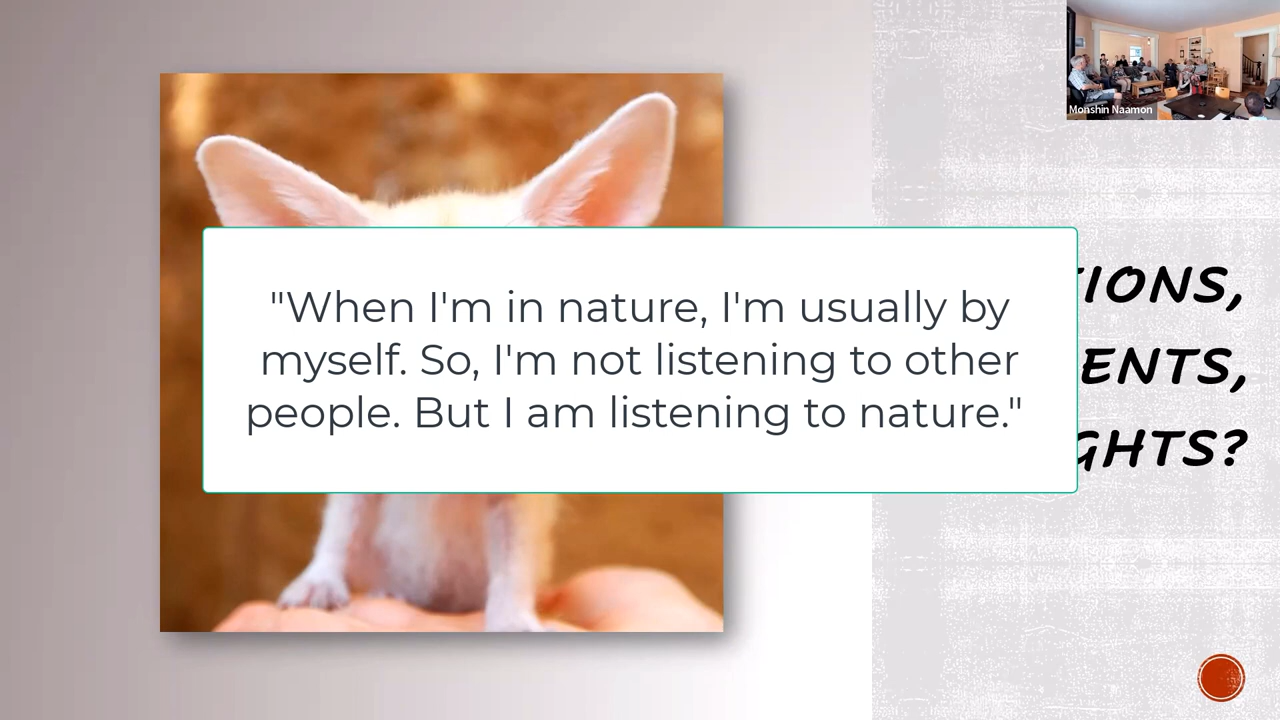 Monshin Naamon
"When I'm in nature, I'm usually by
myself. So, I'm not listening to other
people. But I am listening to nature."
TIONS,
ENTS,
GHTS?